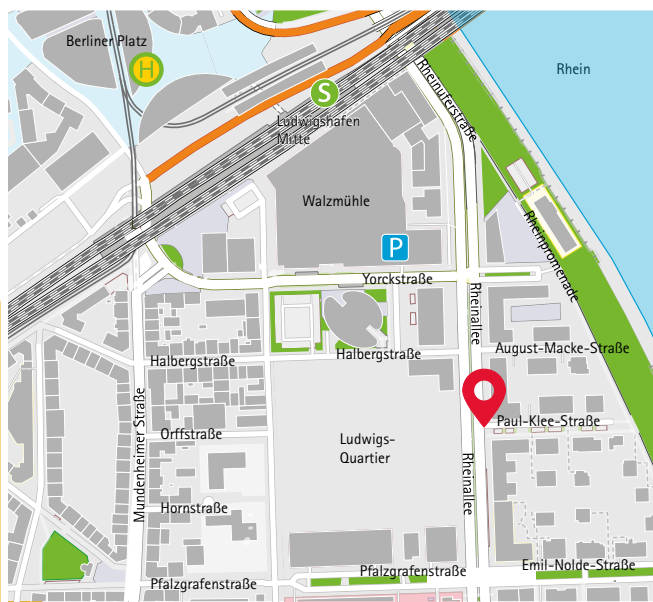 Berliner Platz
H
Rhein
S
Ludwigshafen
Mitte
Rheinuferstraße
Walzmühle
P
Rheinpromenade
Yorckstraße
Rheinallee
August-Macke-Straße
Halbergstraße
Halbergstraße
Mundenheimer Straße
Paul-Klee-Straße
Orffstraße
Ludwigs-
Quartier
Rheinallee
Hornstraße
Pfalzgrafenstraße
Pfalzgrafenstraße
Emil-Nolde-Straße